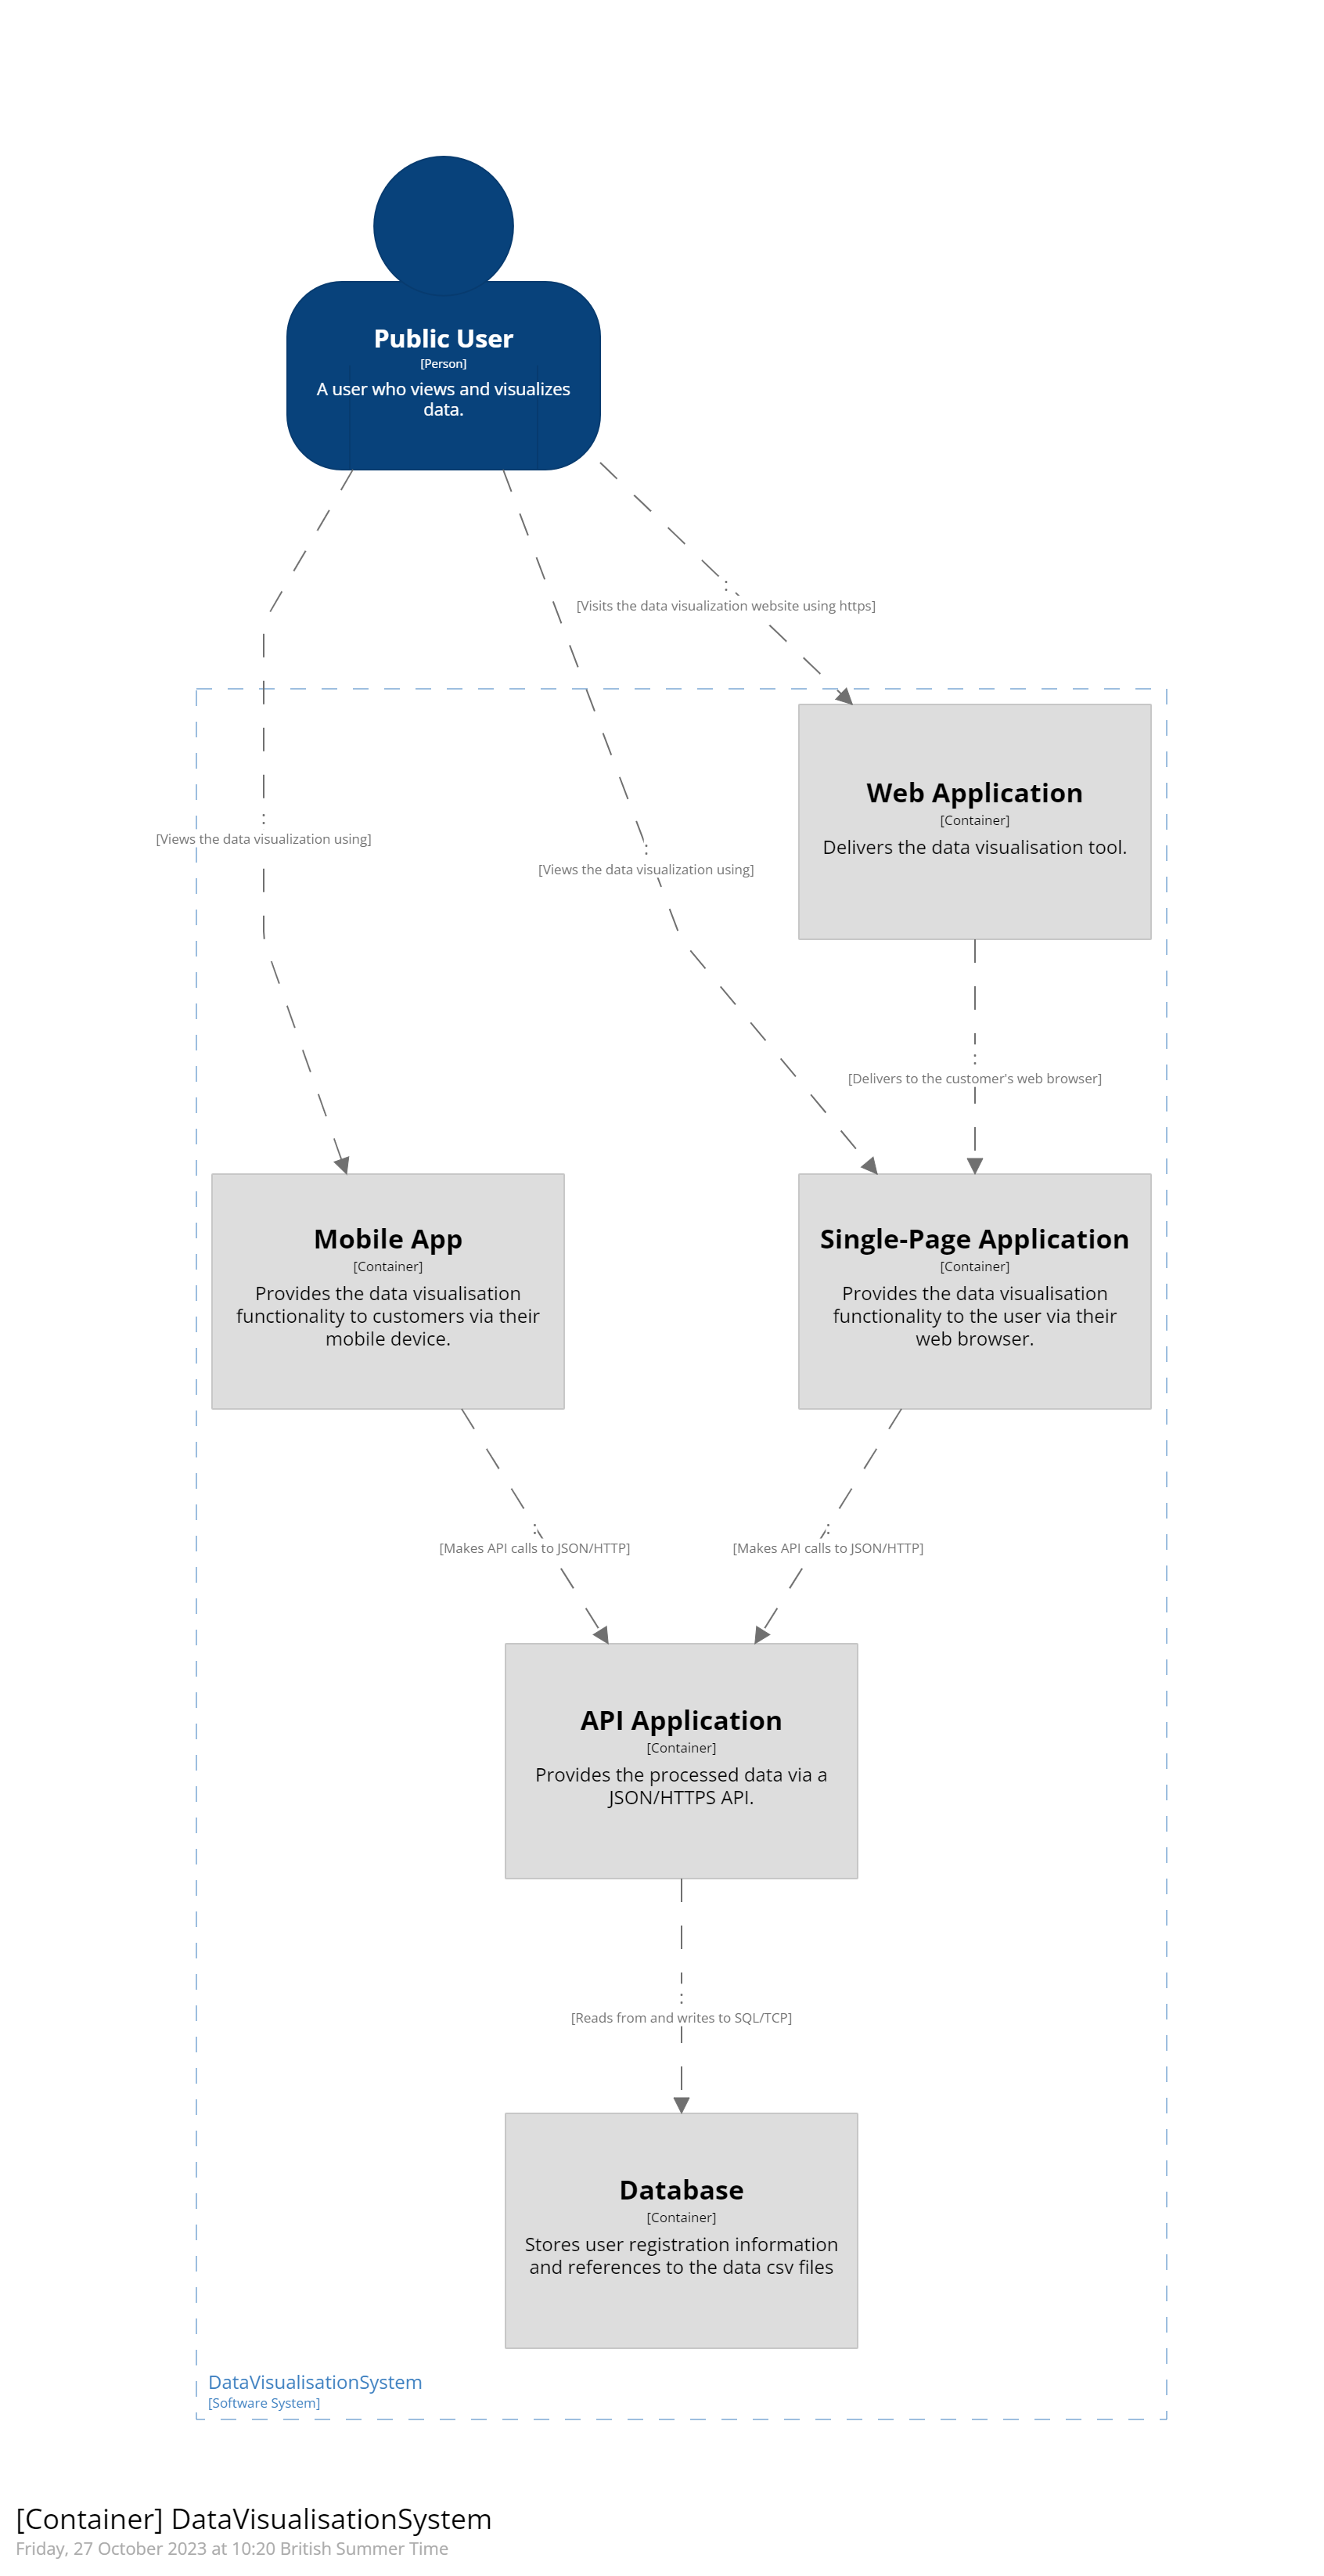 Public User
[Person]
A user who views and visualizes
data.
:
[Visits the data visualization website using https]
Web Application
[Container]
Delivers the data visualisation tool.
:
[Views the data visualization using]
:
[Views the data visualization using]
:
[Delivers to the customer's web browser]
Mobile App
[Container]
Provides the data visualisation
functionality to customers via their
mobile device.
Single-Page Application
[Container]
Provides the data visualisation
functionality to the user via their
web browser.
:
[Makes API calls to JSON/HTTP]
:
[Makes API calls to JSON/HTTP]
API Application
[Container]
Provides the processed data via a
JSON/HTTPS API.
:
[Reads from and writes to SQL/TCP]
Database
[Container]
Stores user registration information
and references to the data csv files
DataVisualisationSystem
[Software System]
[Container] DataVisualisationSystem
Friday, 27 October 2023 at 10:20 British Summer Time